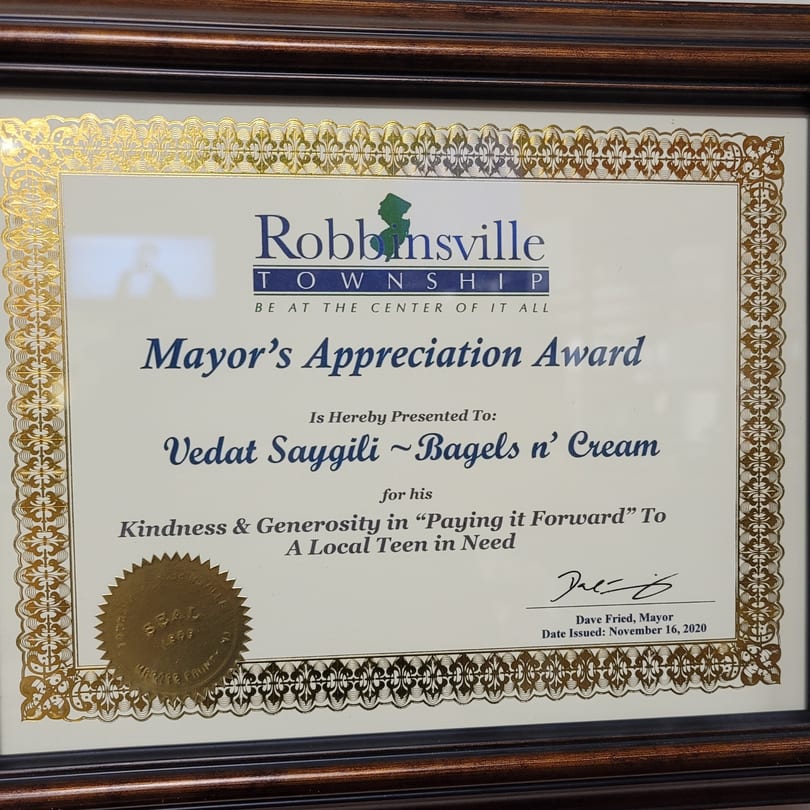 Robbinsville
TOWNSHIP
BE AT THE CENTER OF IT ALL
Mayor's Appreciation Award
Is Hereby Presented To:
Vedat Saygili ~Bagels n' Cream
for his
Kindness & Generosity in "Paying it Forward" To
A Local Teen in Need
Dave Fried, Mayor
Date Issued: November 16, 2020
SEAL